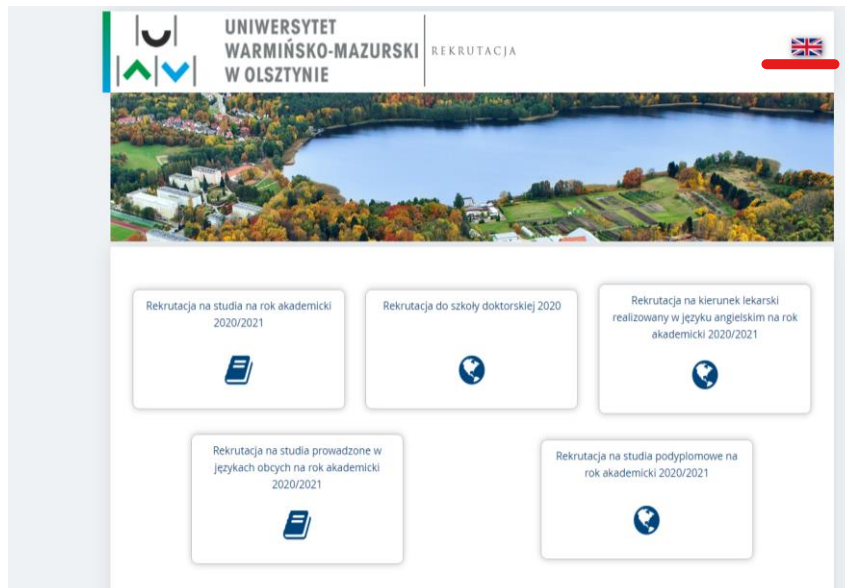 UNIWERSYTET
WARMIŃSKO-MAZURSKI
W OLSZTYNIE
REKRUTACJA
Rekrutacja na studia na rok akademicki
2020/2021
Rekrutacja do szkoły doktorskiej 2020
Rekrutacja na kierunek lekarski
realizowany w języku angielskim na rok
akademicki 2020/2021
Rekrutacja na studia prowadzone w
językach obcych na rok akademicki
2020/2021
Rekrutacja na studia podyplomowe na
rok akademicki 2020/2021